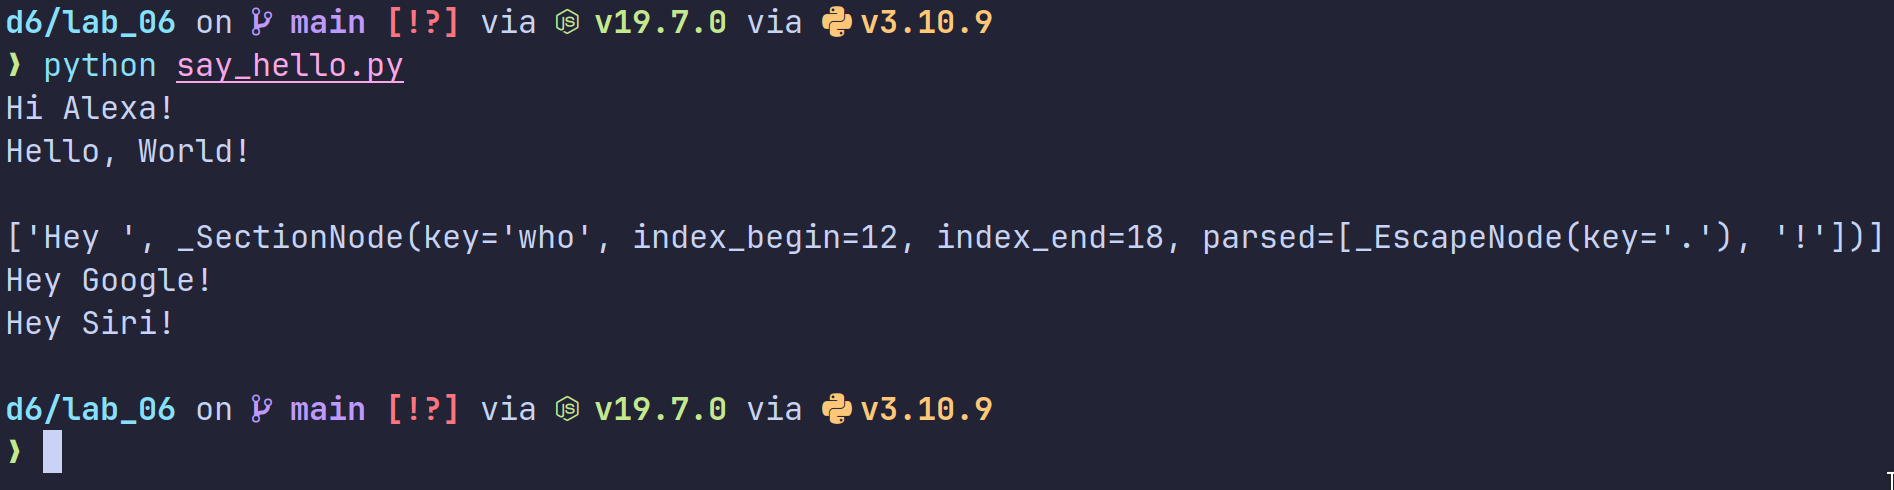 d6/lab_06 on main [!?] via v19.7.0 via v3.10.9
❱ python say_hello.py
Hi Alexa!
Hello, World!
['Hey ', _SectionNode(key='who', index_begin=12, index_end=18, parsed=[_EscapeNode(key='.'), '!'])]
Hey Google!
Hey Siri!
d6/lab_06 on main [!?] via v19.7.0 via v3.10.9
❱